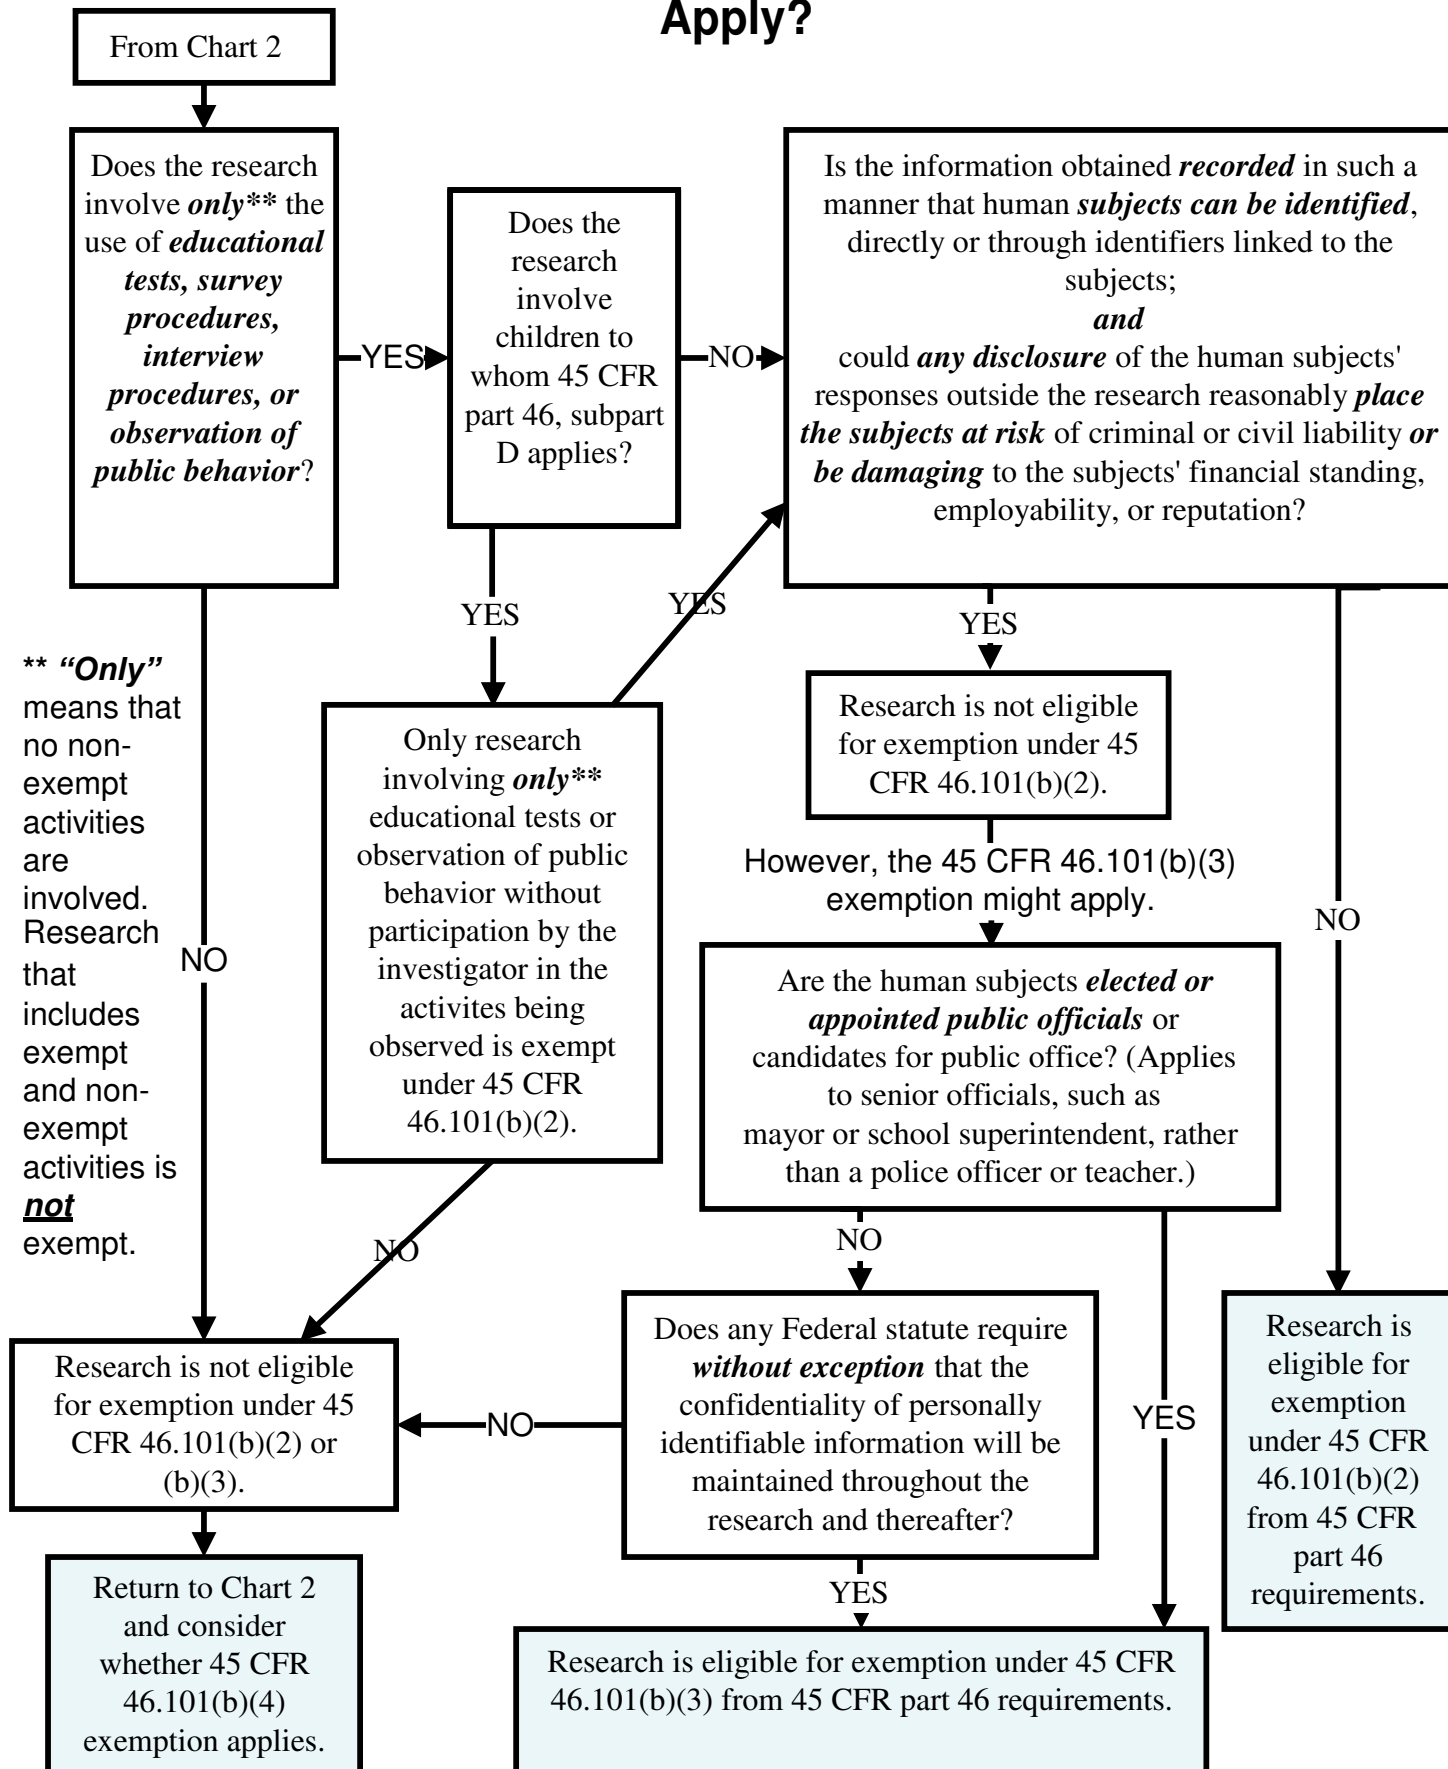 Apply?
From Chart 2
Does the research
involve only** the
use of educational
tests, survey
procedures,
interview
procedures, or
observation of
public behavior?
YES
Does the
research
involve
children to
whom 45 CFR
part 46, subpart
D applies?
NO
Is the information obtained recorded in such a
manner that human subjects can be identified,
directly or through identifiers linked to the
subjects;
and
could any disclosure of the human subjects'
responses outside the research reasonably place
the subjects at risk of criminal or civil liability or
be damaging to the subjects' financial standing,
employability, or reputation?
YES
YES
YES
** “Only”
means that
no non-
exempt
activities
are
involved.
Research
that
includes
exempt
and non-
exempt
activities is
not
exempt.
NO
Only research
involving only**
educational tests or
observation of public
behavior without
participation by the
investigator in the
activites being
observed is exempt
under 45 CFR
46.101(b)(2).
Research is not eligible
for exemption under 45
CFR 46.101(b)(2).
However, the 45 CFR 46.101(b)(3)
exemption might apply.
NO
Are the human subjects elected or
appointed public officials or
candidates for public office? (Applies
to senior officials, such as
mayor or school superintendent, rather
than a police officer or teacher.)
NO
NO
Research is not eligible
for exemption under 45
CFR 46.101(b)(2) or
(b)(3).
NO
Does any Federal statute require
without exception that the
confidentiality of personally
identifiable information will be
maintained throughout the
research and thereafter?
YES
Research is
eligible for
exemption
under 45 CFR
46.101(b)(2)
from 45 CFR
part 46
requirements.
YES
Return to Chart 2
and consider
whether 45 CFR
46.101(b)(4)
exemption applies.
Research is eligible for exemption under 45 CFR
46.101(b)(3) from 45 CFR part 46 requirements.